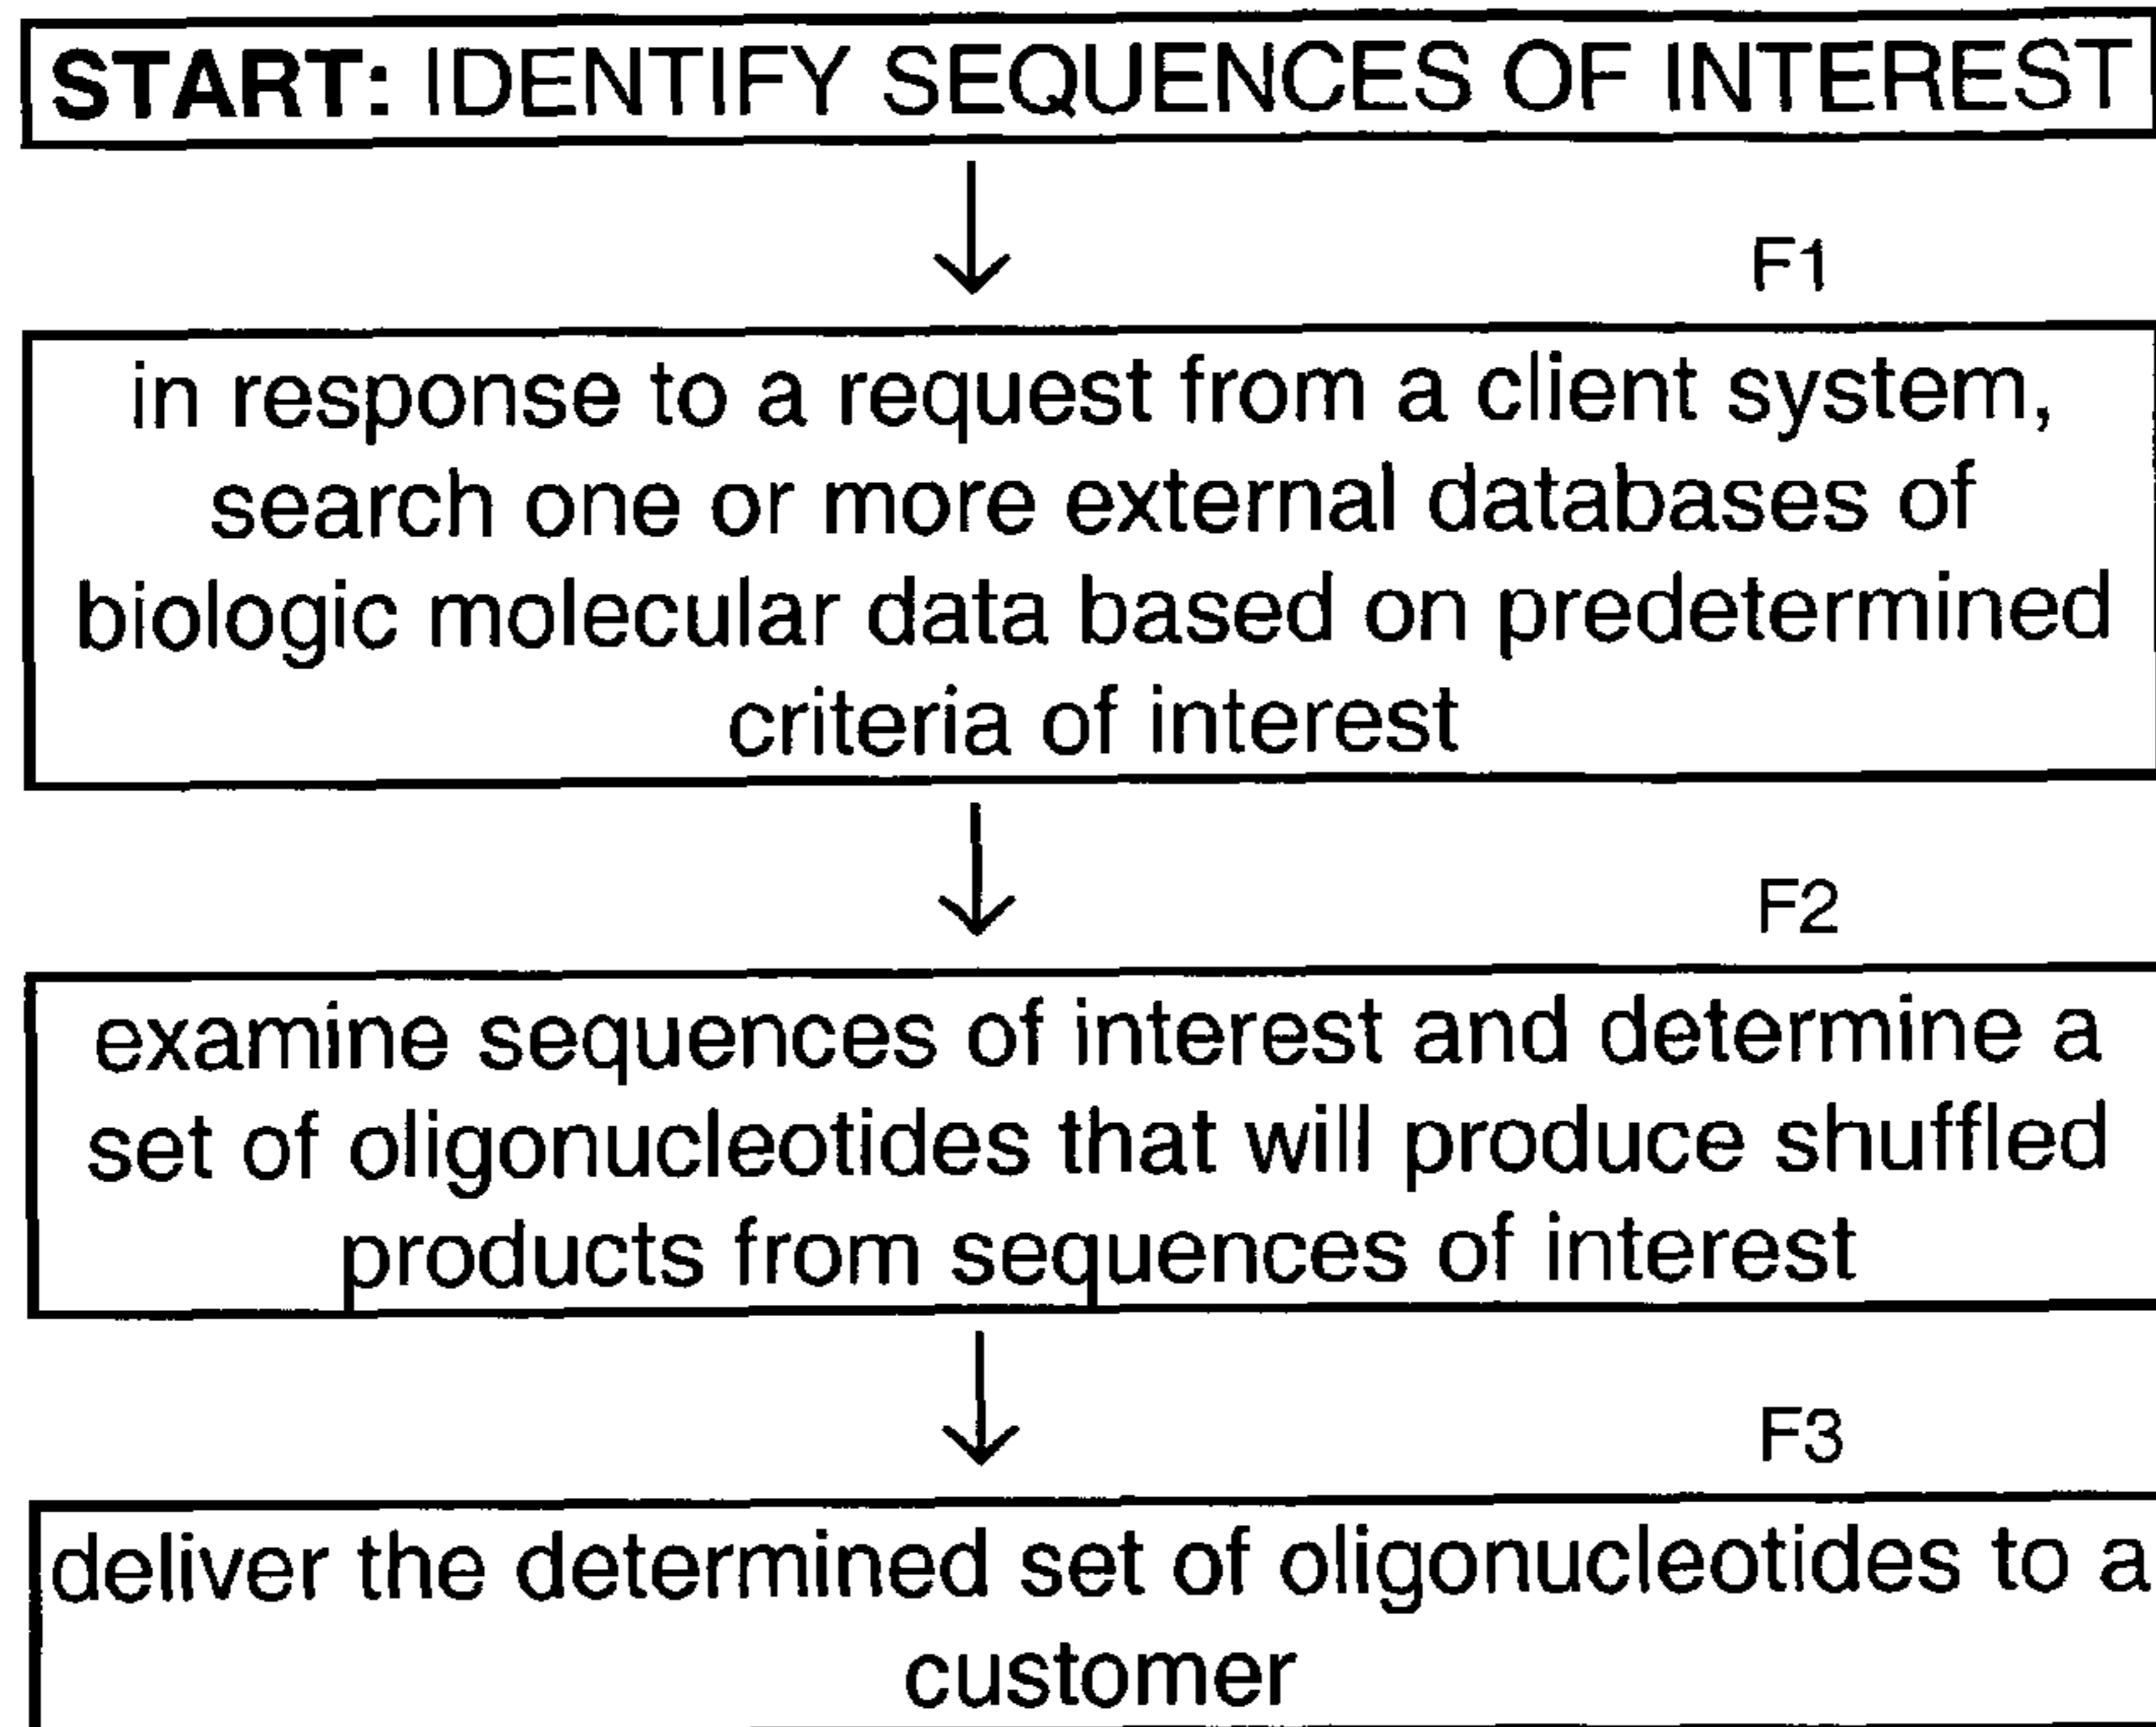 START: IDENTIFY SEQUENCES OF INTEREST
F1
in response to a request from a client system,
search one or more external databases of
biologic molecular data based on predetermined
criteria of interest
F2
examine sequences of interest and determine a
set of oligonucleotides that will produce shuffled
products from sequences of interest
F3
deliver the determined set of oligonucleotides to a
customer